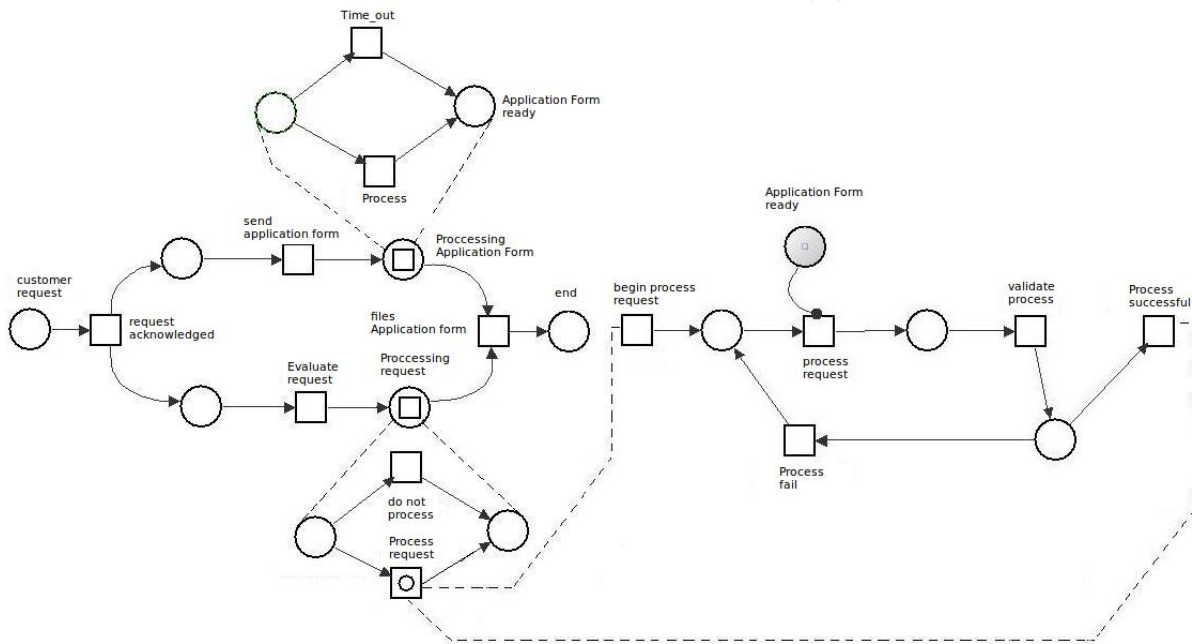 Time_out
Application Form
ready
Process
send
application form
Proccessing
Application Form
Application Form
ready
customer
request
request
acknowledged
files
Application form
end
begin process
request
validate
process
Process
successful
process
request
Evaluate
request
Proccessing
request
Process
fail
do not
process
Process
request